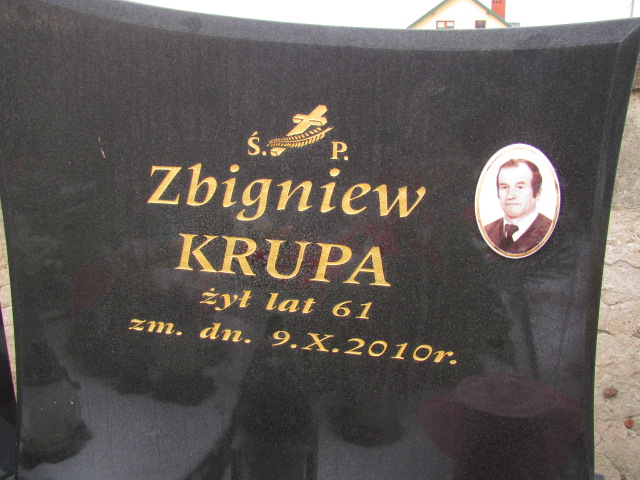 Ś. P.
Zbigniew
KRUPA
żył lat 61
zm. dn. 9.X.2010r.